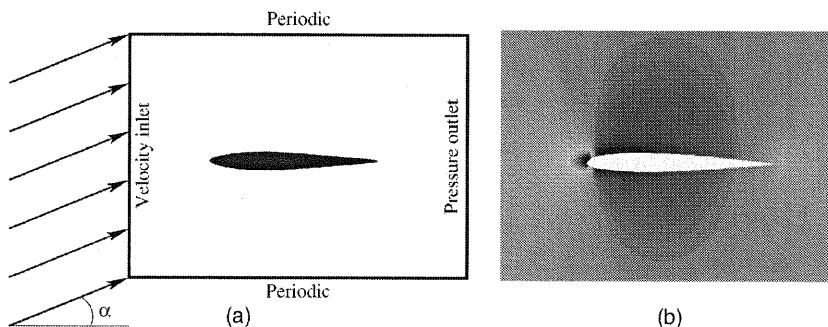 Periodic
Velocity inlet
Pressure outlet
Periodic
α
(a)
(b)